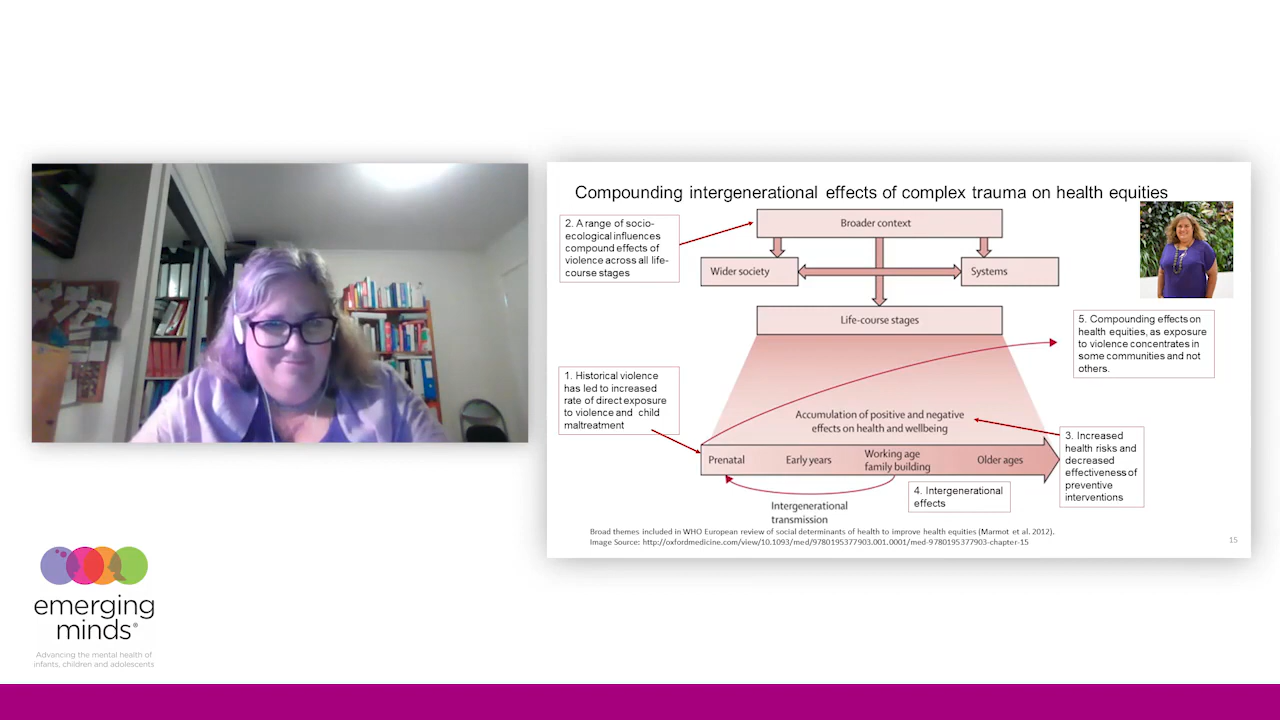 Compounding intergenerational effects of complex trauma on health equities
2. A range of socio-
ecological influences
compound effects of
violence across all life-
course stages
Broader context
Wider society
Systems
Life-course stages
5. Compounding effects on
health equities, as exposure
to violence concentrates in
some communities and not
others.
1. Historical violence
has led to increased
rate of direct exposure
to violence and child
maltreatment
Accumulation of positive and negative
effects on health and wellbeing
3. Increased
health risks and
decreased
effectiveness of
preventive
interventions
Prenatal
Early years
Working age
family building
Older ages
4. Intergenerational
effects
Intergenerational
transmission
Broad themes included in WHO European review of social determinants of health to improve health equities (Marmot et al. 2012).
Image Source: http://oxfordmedicine.com/view/10.1093/med/9780195377903.001.0001/med-9780195377903-chapter-15
15
emerging
minds®
Advancing the mental health of
infants, children and adolescents